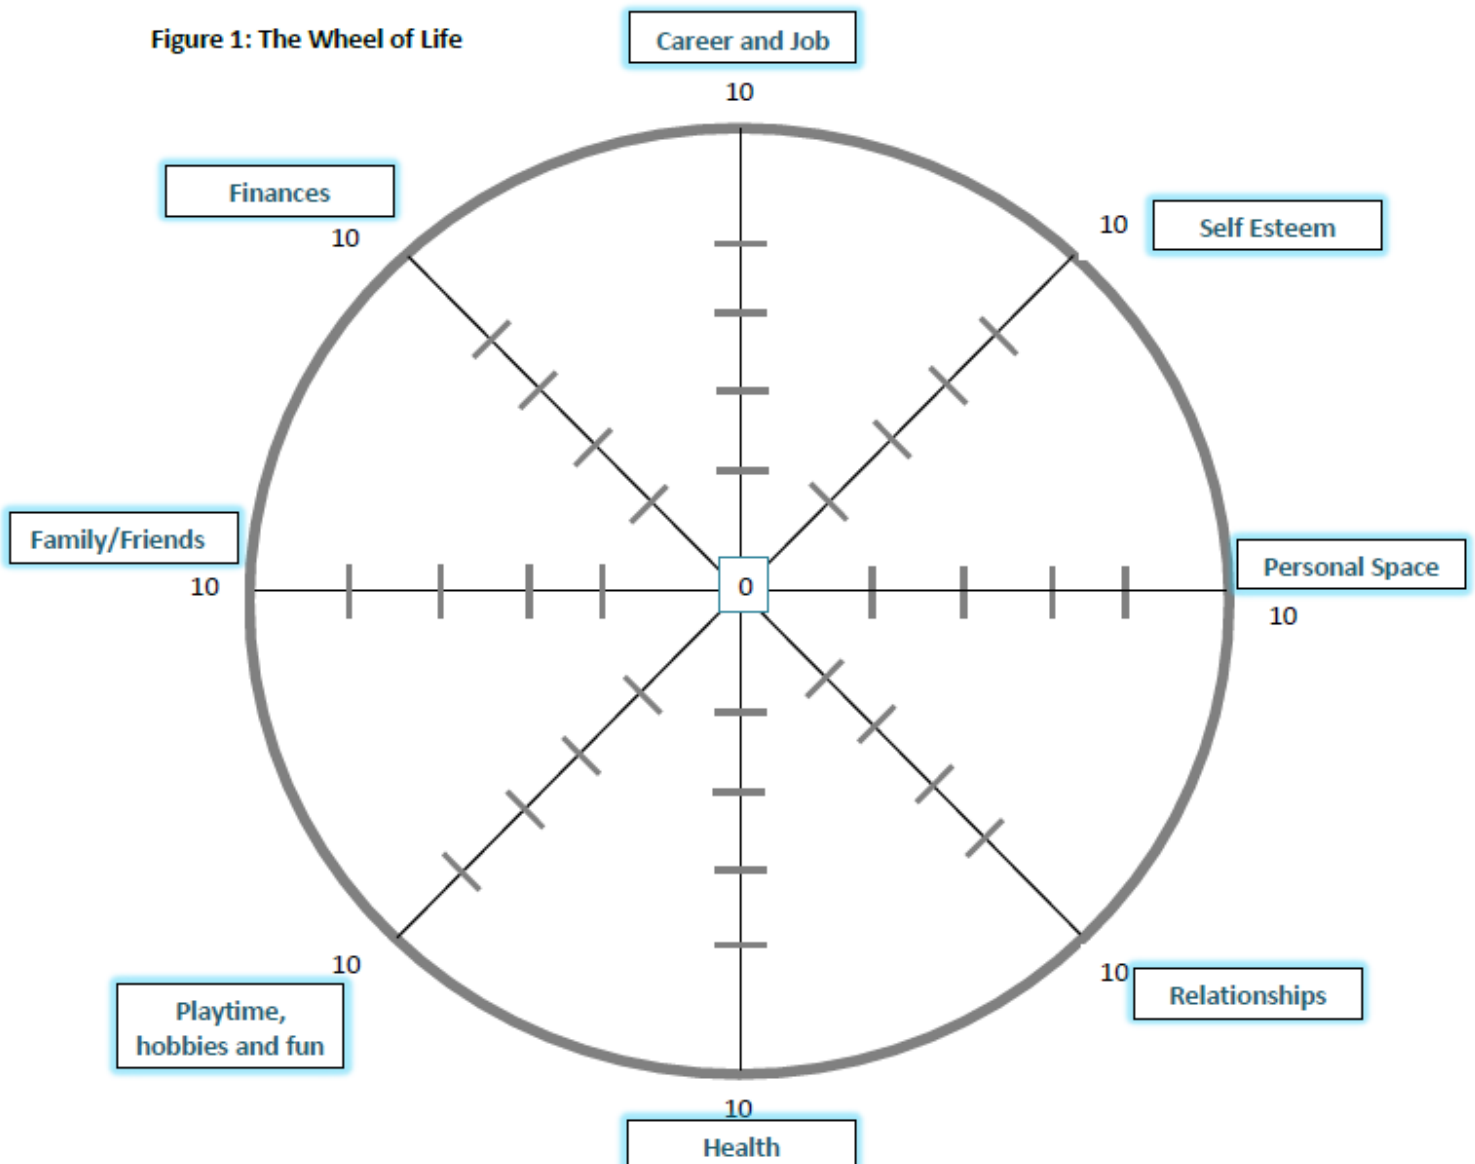 Figure 1: The Wheel of Life
Career and Job
10
Finances
10
10
Self Esteem
Family/Friends
10
0
Personal Space
10
10
Playtime,
hobbies and fun
10
Relationships
10
Health